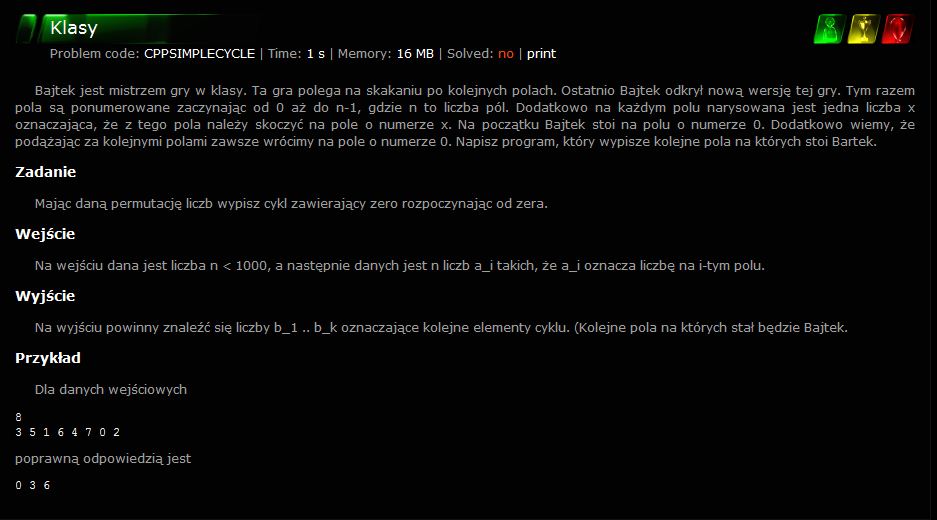 Klasy
Problem code: CPPSIMPLECYCLE | Time: 1 s | Memory: 16 MB | Solved: no | print
Bajtek jest mistrzem gry w klasy. Ta gra polega na skakaniu po kolejnych polach. Ostatnio Bajtek odkrył nową wersję tej gry. Tym razem
pola są ponumerowane zaczynając od 0 aż do n-1, gdzie n to liczba pól. Dodatkowo na każdym polu narysowana jest jedna liczba x
oznaczająca, że z tego pola należy skoczyć na pole o numerze x. Na początku Bajtek stoi na polu o numerze 0. Dodatkowo wiemy, że
podążając za kolejnymi polami zawsze wrócimy na pole o numerze 0. Napisz program, który wypisze kolejne pola na których stoi Bartek.
Zadanie
Mając daną permutację liczb wypisz cykl zawierający zero rozpoczynając od zera.
Wejście
Na wejściu dana jest liczba n < 1000, a następnie danych jest n liczb a_i takich, że a_i oznacza liczbę na i-tym polu.
Wyjście
Na wyjściu powinny znaleźć się liczby b_1 .. b_k oznaczające kolejne elementy cyklu. (Kolejne pola na których stał będzie Bajtek.
Przykład
Dla danych wejściowych
8
3 5 1 6 4 7 0 2
poprawną odpowiedzią jest
0 3 6